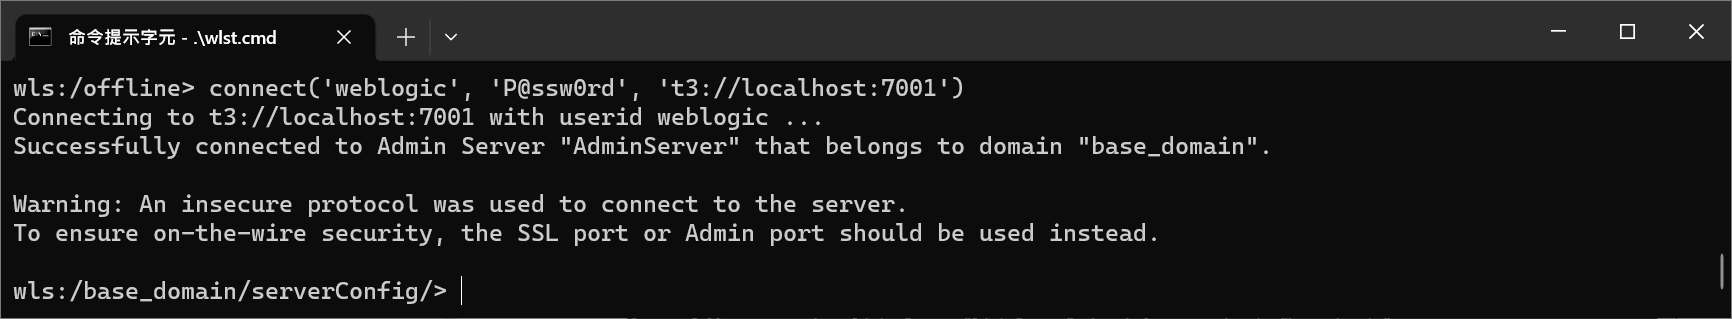 命令提示字元 - .\wlst.cmd
wls:/offline> connect('weblogic', 'P@ssw0rd', 't3://localhost:7001')
Connecting to t3://localhost:7001 with userid weblogic ...
Successfully connected to Admin Server "AdminServer" that belongs to domain "base_domain".
Warning: An insecure protocol was used to connect to the server.
To ensure on-the-wire security, the SSL port or Admin port should be used instead.
wls:/base_domain/serverConfig/>